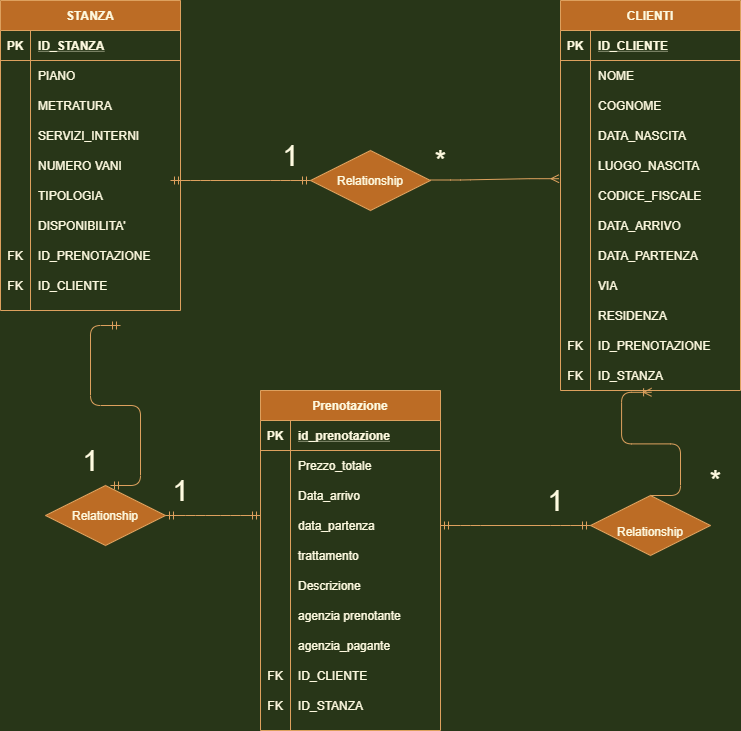 STANZA
PK ID_STANZA
PIANO
METRATURA
SERVIZI_INTERNI
NUMERO VANI
TIPOLOGIA
DISPONIBILITA'
FK ID_PRENOTAZIONE
FK ID_CLIENTE
1
Relationship
*
CLIENTI
PK ID_CLIENTE
NOME
COGNOME
DATA_NASCITA
LUOGO_NASCITA
CODICE_FISCALE
DATA_ARRIVO
DATA_PARTENZA
VIA
RESIDENZA
FK ID_PRENOTAZIONE
FK ID_STANZA
1
Relationship
1
Prenotazione
PK id_prenotazione
Prezzo_totale
Data_arrivo
data_partenza
trattamento
Descrizione
agenzia prenotante
agenzia_pagante
FK ID_CLIENTE
FK ID_STANZA
1
Relationship
*